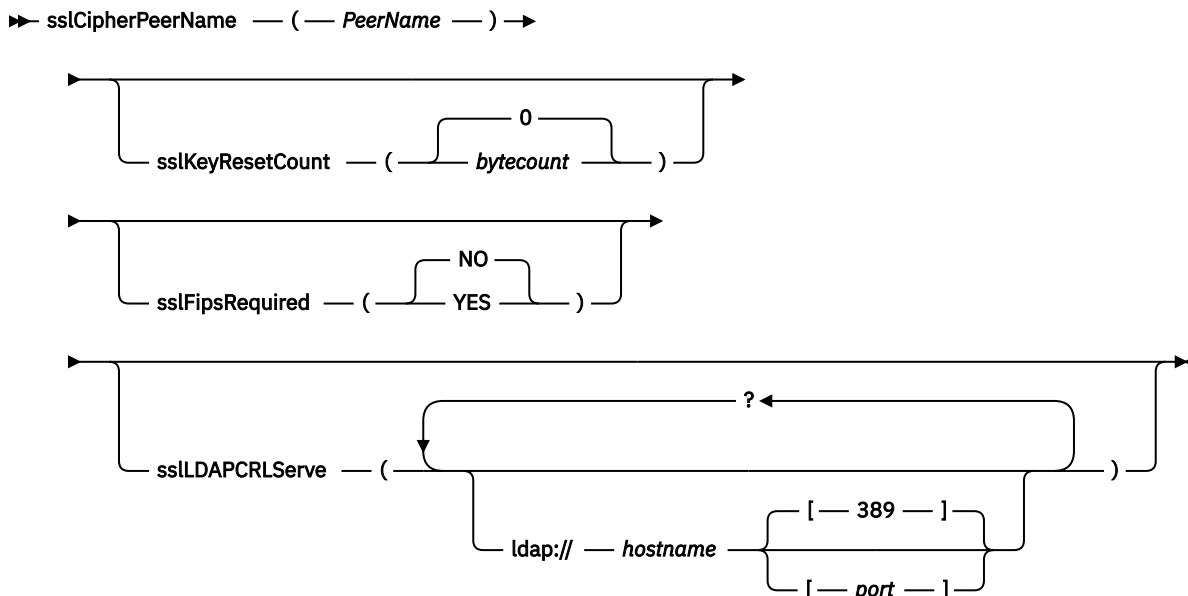 sslCipherPeerName ( PeerName )
0
sslKeyResetCount ( bytecount )
NO
sslFipsRequired ( YES )
?
sslLDAPCRLServe ( )
[ 389 ]
ldap:// hostname
[ port ]